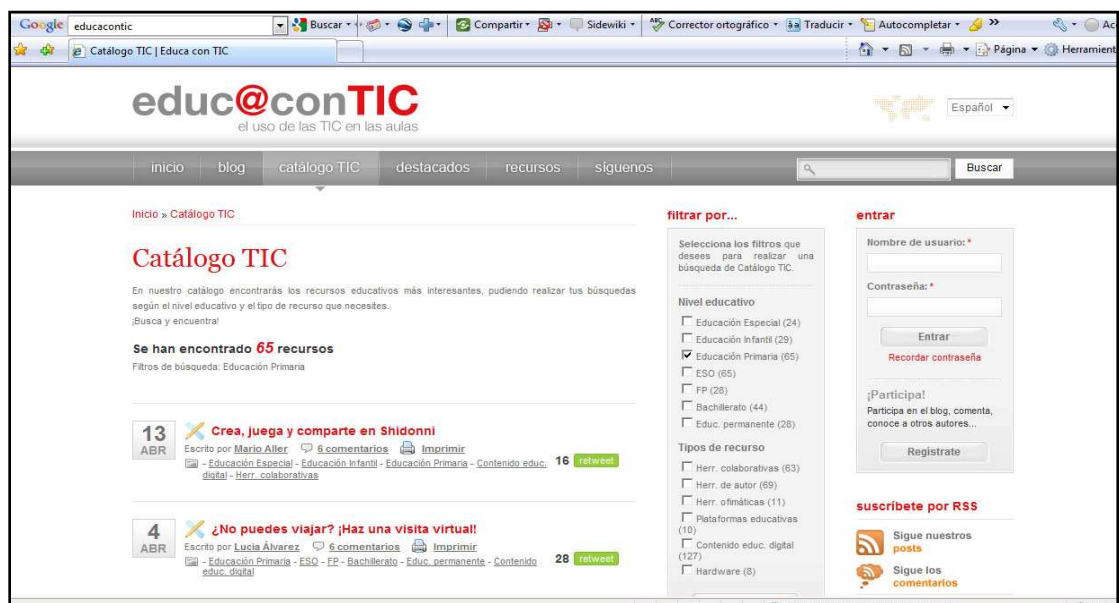 Google educacontic Buscar Compartir Sidewiki Corrector ortográfico Traducir Autocompletar »
Catálogo TIC | Educa con TIC Página Herramient
educ@conTIC
el uso de las TIC en las aulas
Español
inicio blog catálogo TIC destacados recursos síguenos Buscar
Inicio » Catálogo TIC
Catálogo TIC
En nuestro catálogo encontrarás los recursos educativos más interesantes, pudiendo realizar tus búsquedas
según el nivel educativo y el tipo de recurso que necesites.
¡Busca y encuentra!
Se han encontrado 65 recursos
Filtros de búsqueda: Educación Primaria
13 ABR
Crea, juega y comparte en Shidonni
Escrito por Mario Aller 6 comentarios Imprimir
- Educación Especial - Educación Infantil - Educación Primaria - Contenido educ.
digital - Herr. colaborativas
16 retweet
4 ABR
¿No puedes viajar? ¡Haz una visita virtual!
Escrito por Lucia Álvarez 6 comentarios Imprimir
- Educación Primaria - ESO - FP - Bachillerato - Educ. permanente - Contenido
educ. digital
28 retweet
filtrar por...
Selecciona los filtros que
desees para realizar una
búsqueda de Catálogo TIC.
Nivel educativo
Educación Especial (24)
Educación Infantil (29)
Educación Primaria (65)
ESO (65)
FP (28)
Bachillerato (44)
Educ. permanente (28)
Tipos de recurso
Herr. colaborativas (63)
Herr. de autor (69)
Herr. ofimáticas (11)
Plataformas educativas
(10)
Contenido educ. digital
(127)
Hardware (8)
entrar
Nombre de usuario: *
Contraseña: *
Entrar
Recordar contraseña
¡Participa!
Participa en el blog, comenta,
conoce a otros autores...
Registrate
suscríbete por RSS
Sigue nuestros
posts
Sigue los
comentarios